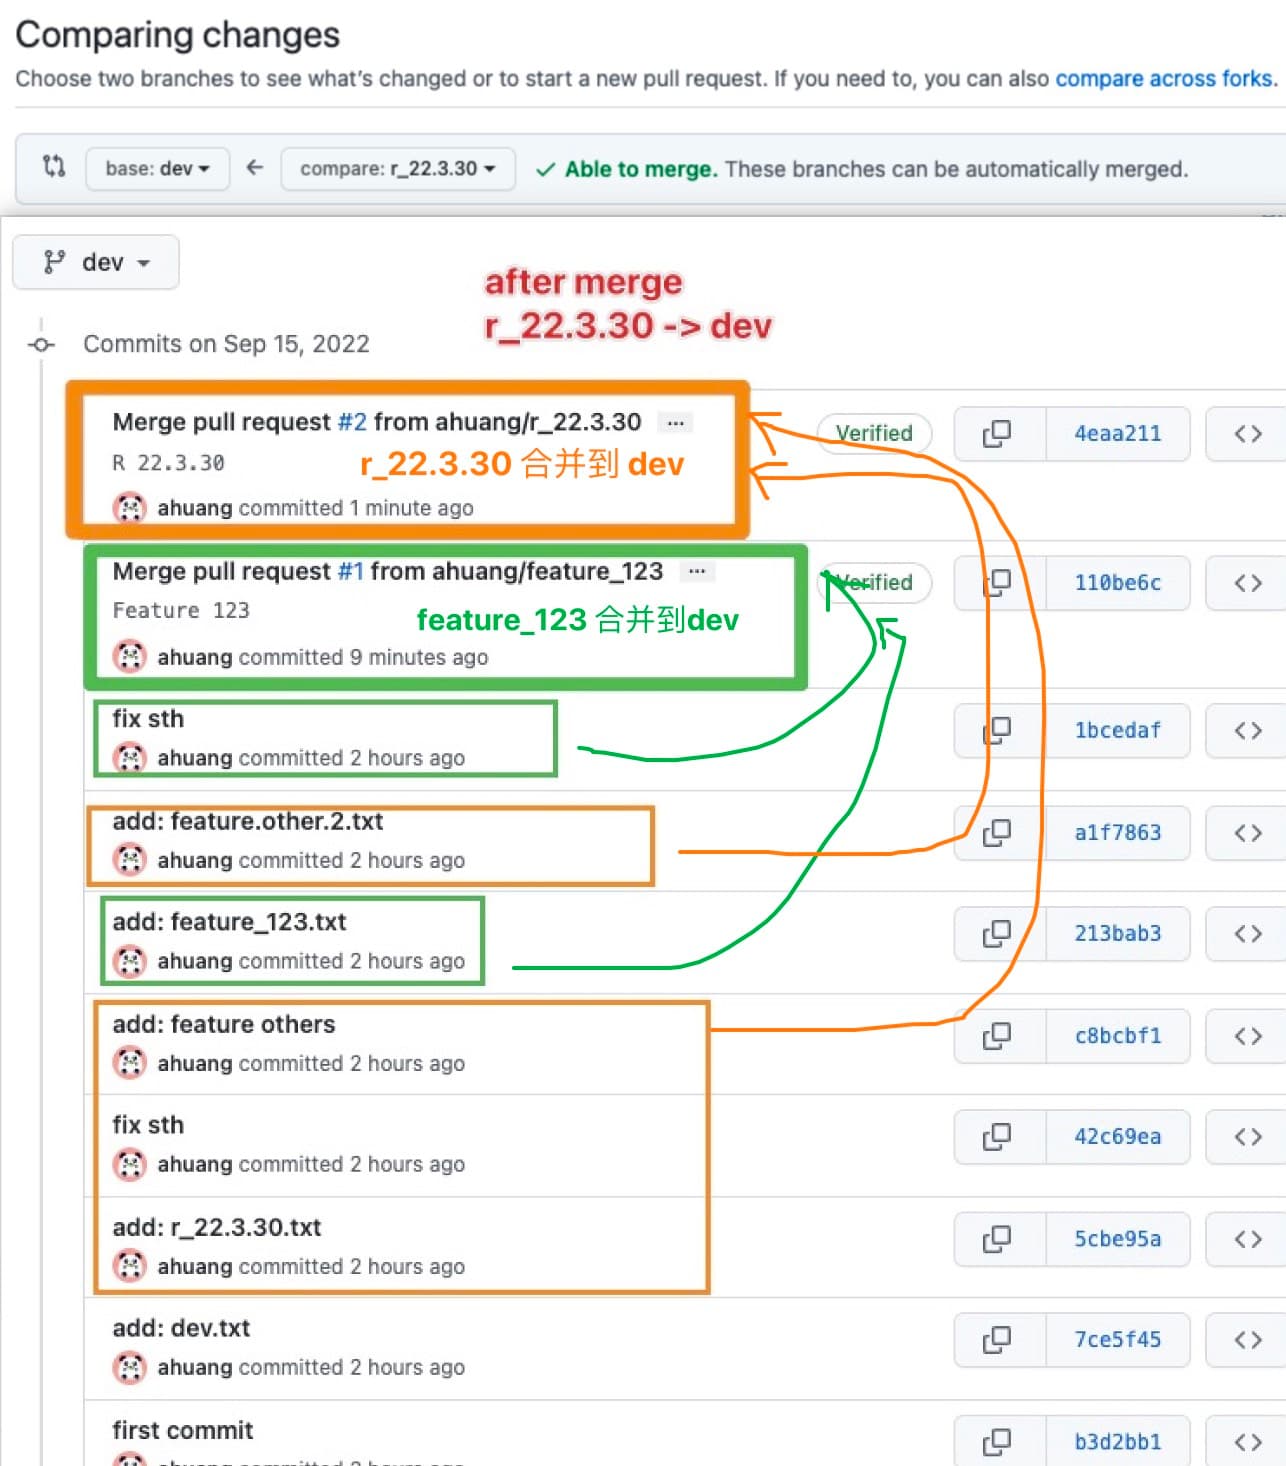 Comparing changes
Choose two branches to see what's changed or to start a new pull request. If you need to, you can also compare across forks.
base: dev compare: r_22.3.30 Able to merge. These branches can be automatically merged.
dev
after merge
r_22.3.30 -> dev
Commits on Sep 15, 2022
Merge pull request #2 from ahuang/r_22.3.30 ... Verified 4eaa211
R 22.3.30
r_22.3.30 合并到 dev
ahuang committed 1 minute ago
Merge pull request #1 from ahuang/feature_123 ... Verified 110be6c
Feature 123
feature_123 合并到dev
ahuang committed 9 minutes ago
fix sth 1bcedaf
ahuang committed 2 hours ago
add: feature.other.2.txt a1f7863
ahuang committed 2 hours ago
add: feature_123.txt 213bab3
ahuang committed 2 hours ago
add: feature others c8bcbf1
ahuang committed 2 hours ago
fix sth 42c69ea
ahuang committed 2 hours ago
add: r_22.3.30.txt 5cbe95a
ahuang committed 2 hours ago
add: dev.txt 7ce5f45
ahuang committed 2 hours ago
first commit b3d2bb1